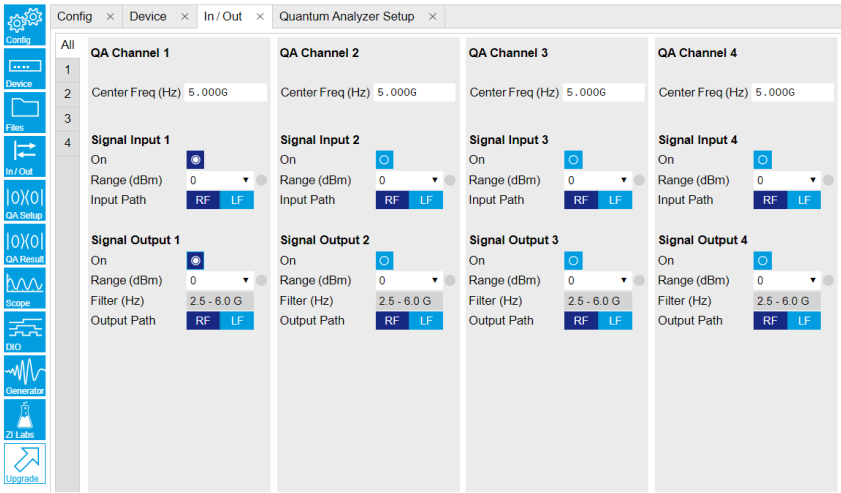 Config × Device × In / Out × Quantum Analyzer Setup ×
Config
Device
Files
In / Out
QA Setup
QA Result
Scope
DIO
Generator
ZI Labs
Upgrade
All
1
2
3
4
QA Channel 1
Center Freq (Hz) 5.000G
Signal Input 1
On
Range (dBm) 0
Input Path RF LF
Signal Output 1
On
Range (dBm) 0
Filter (Hz) 2.5 - 6.0 G
Output Path RF LF
QA Channel 2
Center Freq (Hz) 5.000G
Signal Input 2
On
Range (dBm) 0
Input Path RF LF
Signal Output 2
On
Range (dBm) 0
Filter (Hz) 2.5 - 6.0 G
Output Path RF LF
QA Channel 3
Center Freq (Hz) 5.000G
Signal Input 3
On
Range (dBm) 0
Input Path RF LF
Signal Output 3
On
Range (dBm) 0
Filter (Hz) 2.5 - 6.0 G
Output Path RF LF
QA Channel 4
Center Freq (Hz) 5.000G
Signal Input 4
On
Range (dBm) 0
Input Path RF LF
Signal Output 4
On
Range (dBm) 0
Filter (Hz) 2.5 - 6.0 G
Output Path RF LF